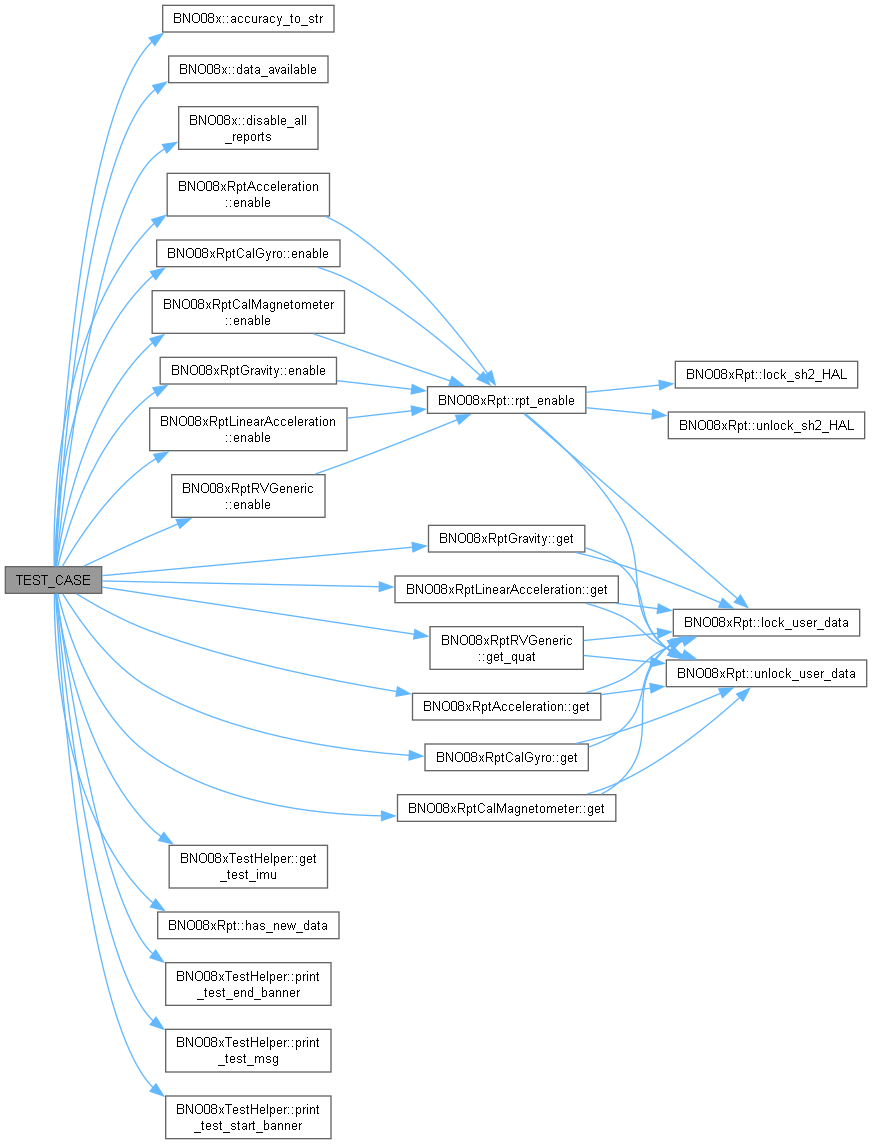 BNO08x::accuracy_to_str
BNO08x::data_available
BNO08x::disable_all
_reports
BNO08xRptAcceleration
::enable
BNO08xRptCalGyro::enable
BNO08xRptCalMagnetometer
::enable
BNO08xRptGravity::enable
BNO08xRptLinearAcceleration
::enable
BNO08xRptRVGeneric
::enable
BNO08xRpt::rpt_enable
BNO08xRpt::lock_sh2_HAL
BNO08xRpt::unlock_sh2_HAL
TEST_CASE
BNO08xRptGravity::get
BNO08xRptLinearAcceleration::get
BNO08xRptRVGeneric
::get_quat
BNO08xRptAcceleration::get
BNO08xRptCalGyro::get
BNO08xRptCalMagnetometer::get
BNO08xRpt::lock_user_data
BNO08xRpt::unlock_user_data
BNO08xTestHelper::get
_test_imu
BNO08xRpt::has_new_data
BNO08xTestHelper::print
_test_end_banner
BNO08xTestHelper::print
_test_msg
BNO08xTestHelper::print
_test_start_banner